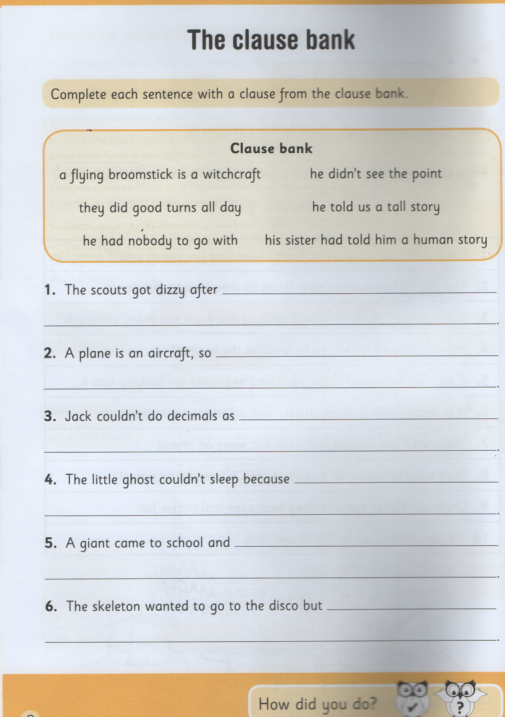 The clause bank
Complete each sentence with a clause from the clause bank.
Clause bank
a flying broomstick is a witchcraft he didn't see the point
they did good turns all day he told us a tall story
he had nobody to go with his sister had told him a human story
1. The scouts got dizzy after
.
2. A plane is an aircraft, so
.
3. Jack couldn't do decimals as
.
4. The little ghost couldn't sleep because
.
5. A giant came to school and
.
6. The skeleton wanted to go to the disco but
.
How did you do?
?